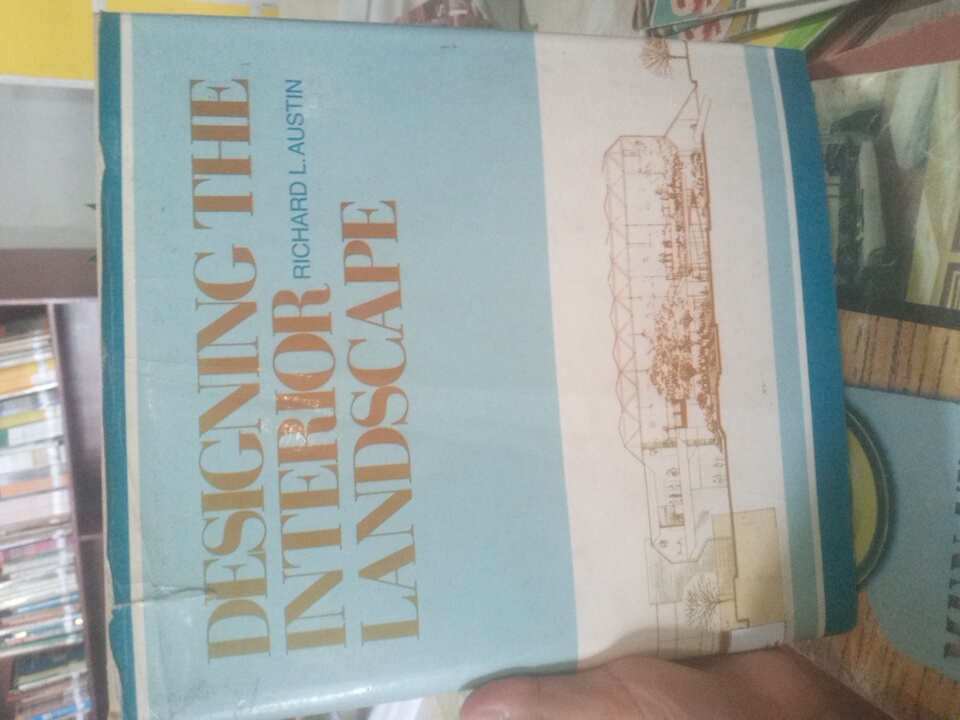 DESIGNING THE
INTERIOR RICHARD L. AUSTIN
LANDSCAPE